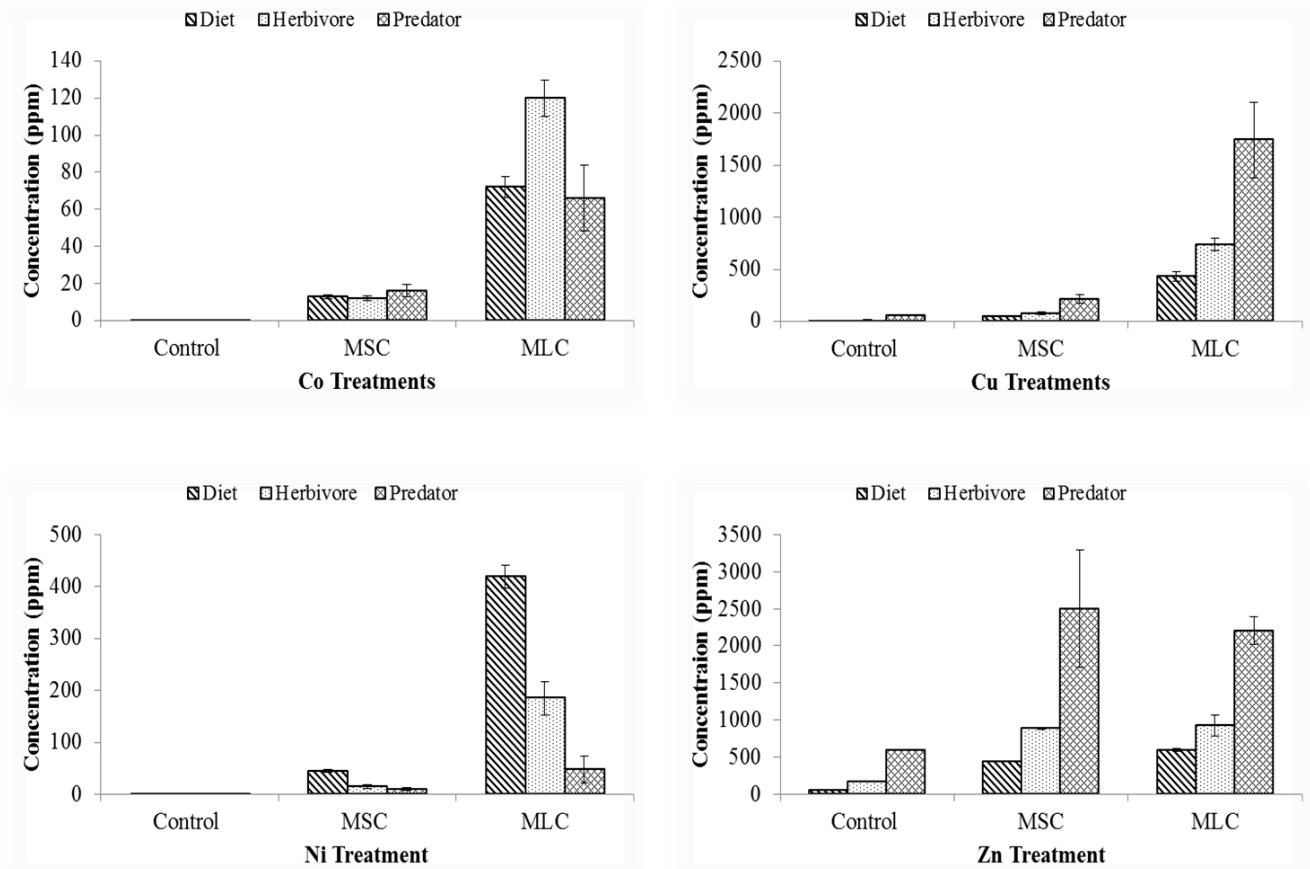 Diet Herbivore Predator
Concentration (ppm)
140
120
100
80
60
40
20
0
Control MSC MLC
Co Treatments
Diet Herbivore Predator
Concentration (ppm)
2500
2000
1500
1000
500
0
Control MSC MLC
Cu Treatments
Diet Herbivore Predator
Concentration (ppm)
500
400
300
200
100
0
Control MSC MLC
Ni Treatment
Diet Herbivore Predator
Concentraion (ppm)
3500
3000
2500
2000
1500
1000
500
0
Control MSC MLC
Zn Treatment